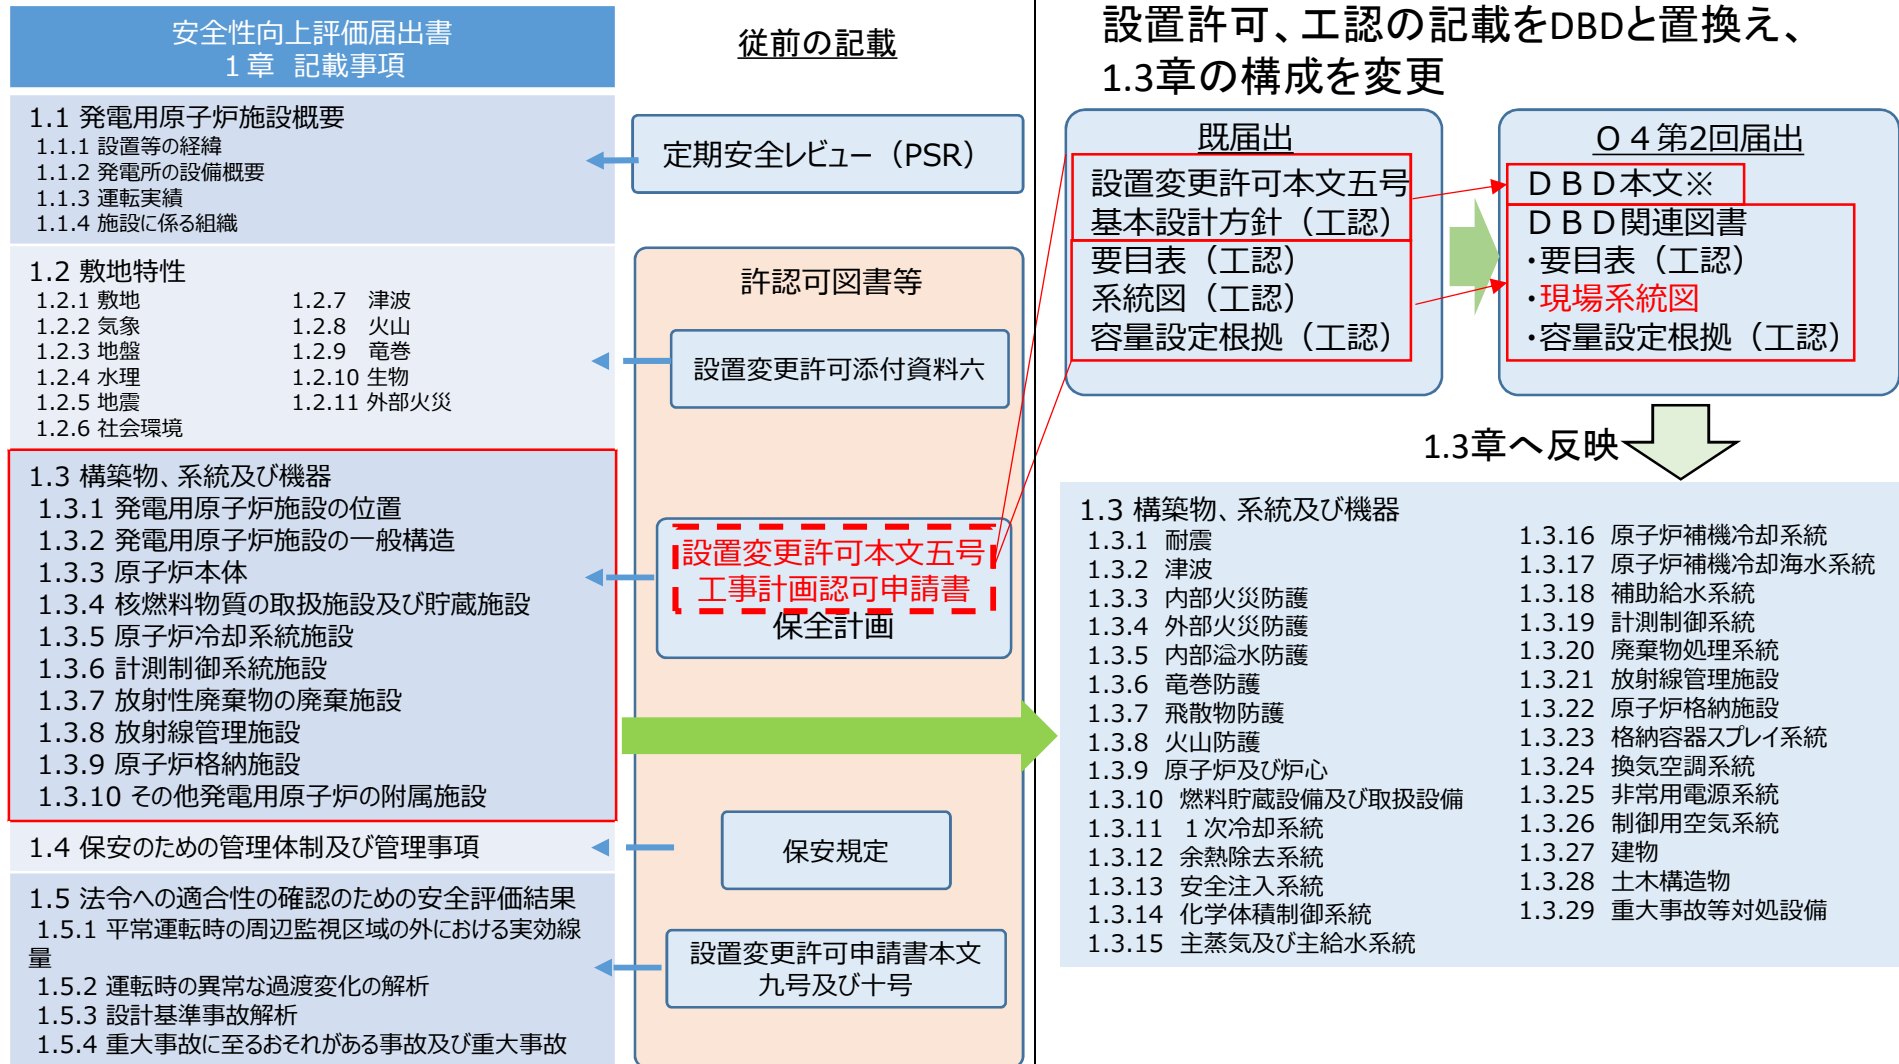 安全性向上評価届出書
1章 記載事項
1.1 発電用原子炉施設概要
1.1.1 設置等の経緯
1.1.2 発電所の設備概要
1.1.3 運転実績
1.1.4 施設に係る組織
1.2 敷地特性
1.2.1 敷地
1.2.2 気象
1.2.3 地盤
1.2.4 水理
1.2.5 地震
1.2.6 社会環境
1.2.7 津波
1.2.8 火山
1.2.9 竜巻
1.2.10 生物
1.2.11 外部火災
1.3 構築物、系統及び機器
1.3.1 発電用原子炉施設の位置
1.3.2 発電用原子炉施設の一般構造
1.3.3 原子炉本体
1.3.4 核燃料物質の取扱施設及び貯蔵施設
1.3.5 原子炉冷却系統施設
1.3.6 計測制御系統施設
1.3.7 放射性廃棄物の廃棄施設
1.3.8 放射線管理施設
1.3.9 原子炉格納施設
1.3.10 その他発電用原子炉の附属施設
1.4 保安のための管理体制及び管理事項
1.5 法令への適合性の確認のための安全評価結果
1.5.1 平常運転時の周辺監視区域の外における実効線
量
1.5.2 運転時の異常な過渡変化の解析
1.5.3 設計基準事故解析
1.5.4 重大事故に至るおそれがある事故及び重大事故
従前の記載
定期安全レビュー（PSR）
許認可図書等
設置変更許可添付資料六
設置変更許可本文五号
工事計画認可申請書
保全計画
保安規定
設置変更許可申請書本文
九号及び十号
設置許可、工認の記載をDBDと置換え、
1.3章の構成を変更
既届出
設置変更許可本文五号
基本設計方針（工認）
要目表（工認）
系統図（工認）
容量設定根拠（工認）
Ｏ４第2回届出
ＤＢＤ本文※
ＤＢＤ関連図書
・要目表（工認）
・現場系統図
・容量設定根拠（工認）
1.3章へ反映
1.3 構築物、系統及び機器
1.3.1 耐震
1.3.2 津波
1.3.3 内部火災防護
1.3.4 外部火災防護
1.3.5 内部溢水防護
1.3.6 竜巻防護
1.3.7 飛散物防護
1.3.8 火山防護
1.3.9 原子炉及び炉心
1.3.10 燃料貯蔵設備及び取扱設備
1.3.11 １次冷却系統
1.3.12 余熱除去系統
1.3.13 安全注入系統
1.3.14 化学体積制御系統
1.3.15 主蒸気及び主給水系統
1.3.16 原子炉補機冷却系統
1.3.17 原子炉補機冷却海水系統
1.3.18 補助給水系統
1.3.19 計測制御系統
1.3.20 廃棄物処理系統
1.3.21 放射線管理施設
1.3.22 原子炉格納施設
1.3.23 格納容器スプレイ系統
1.3.24 換気空調系統
1.3.25 非常用電源系統
1.3.26 制御用空気系統
1.3.27 建物
1.3.28 土木構造物
1.3.29 重大事故等対処設備